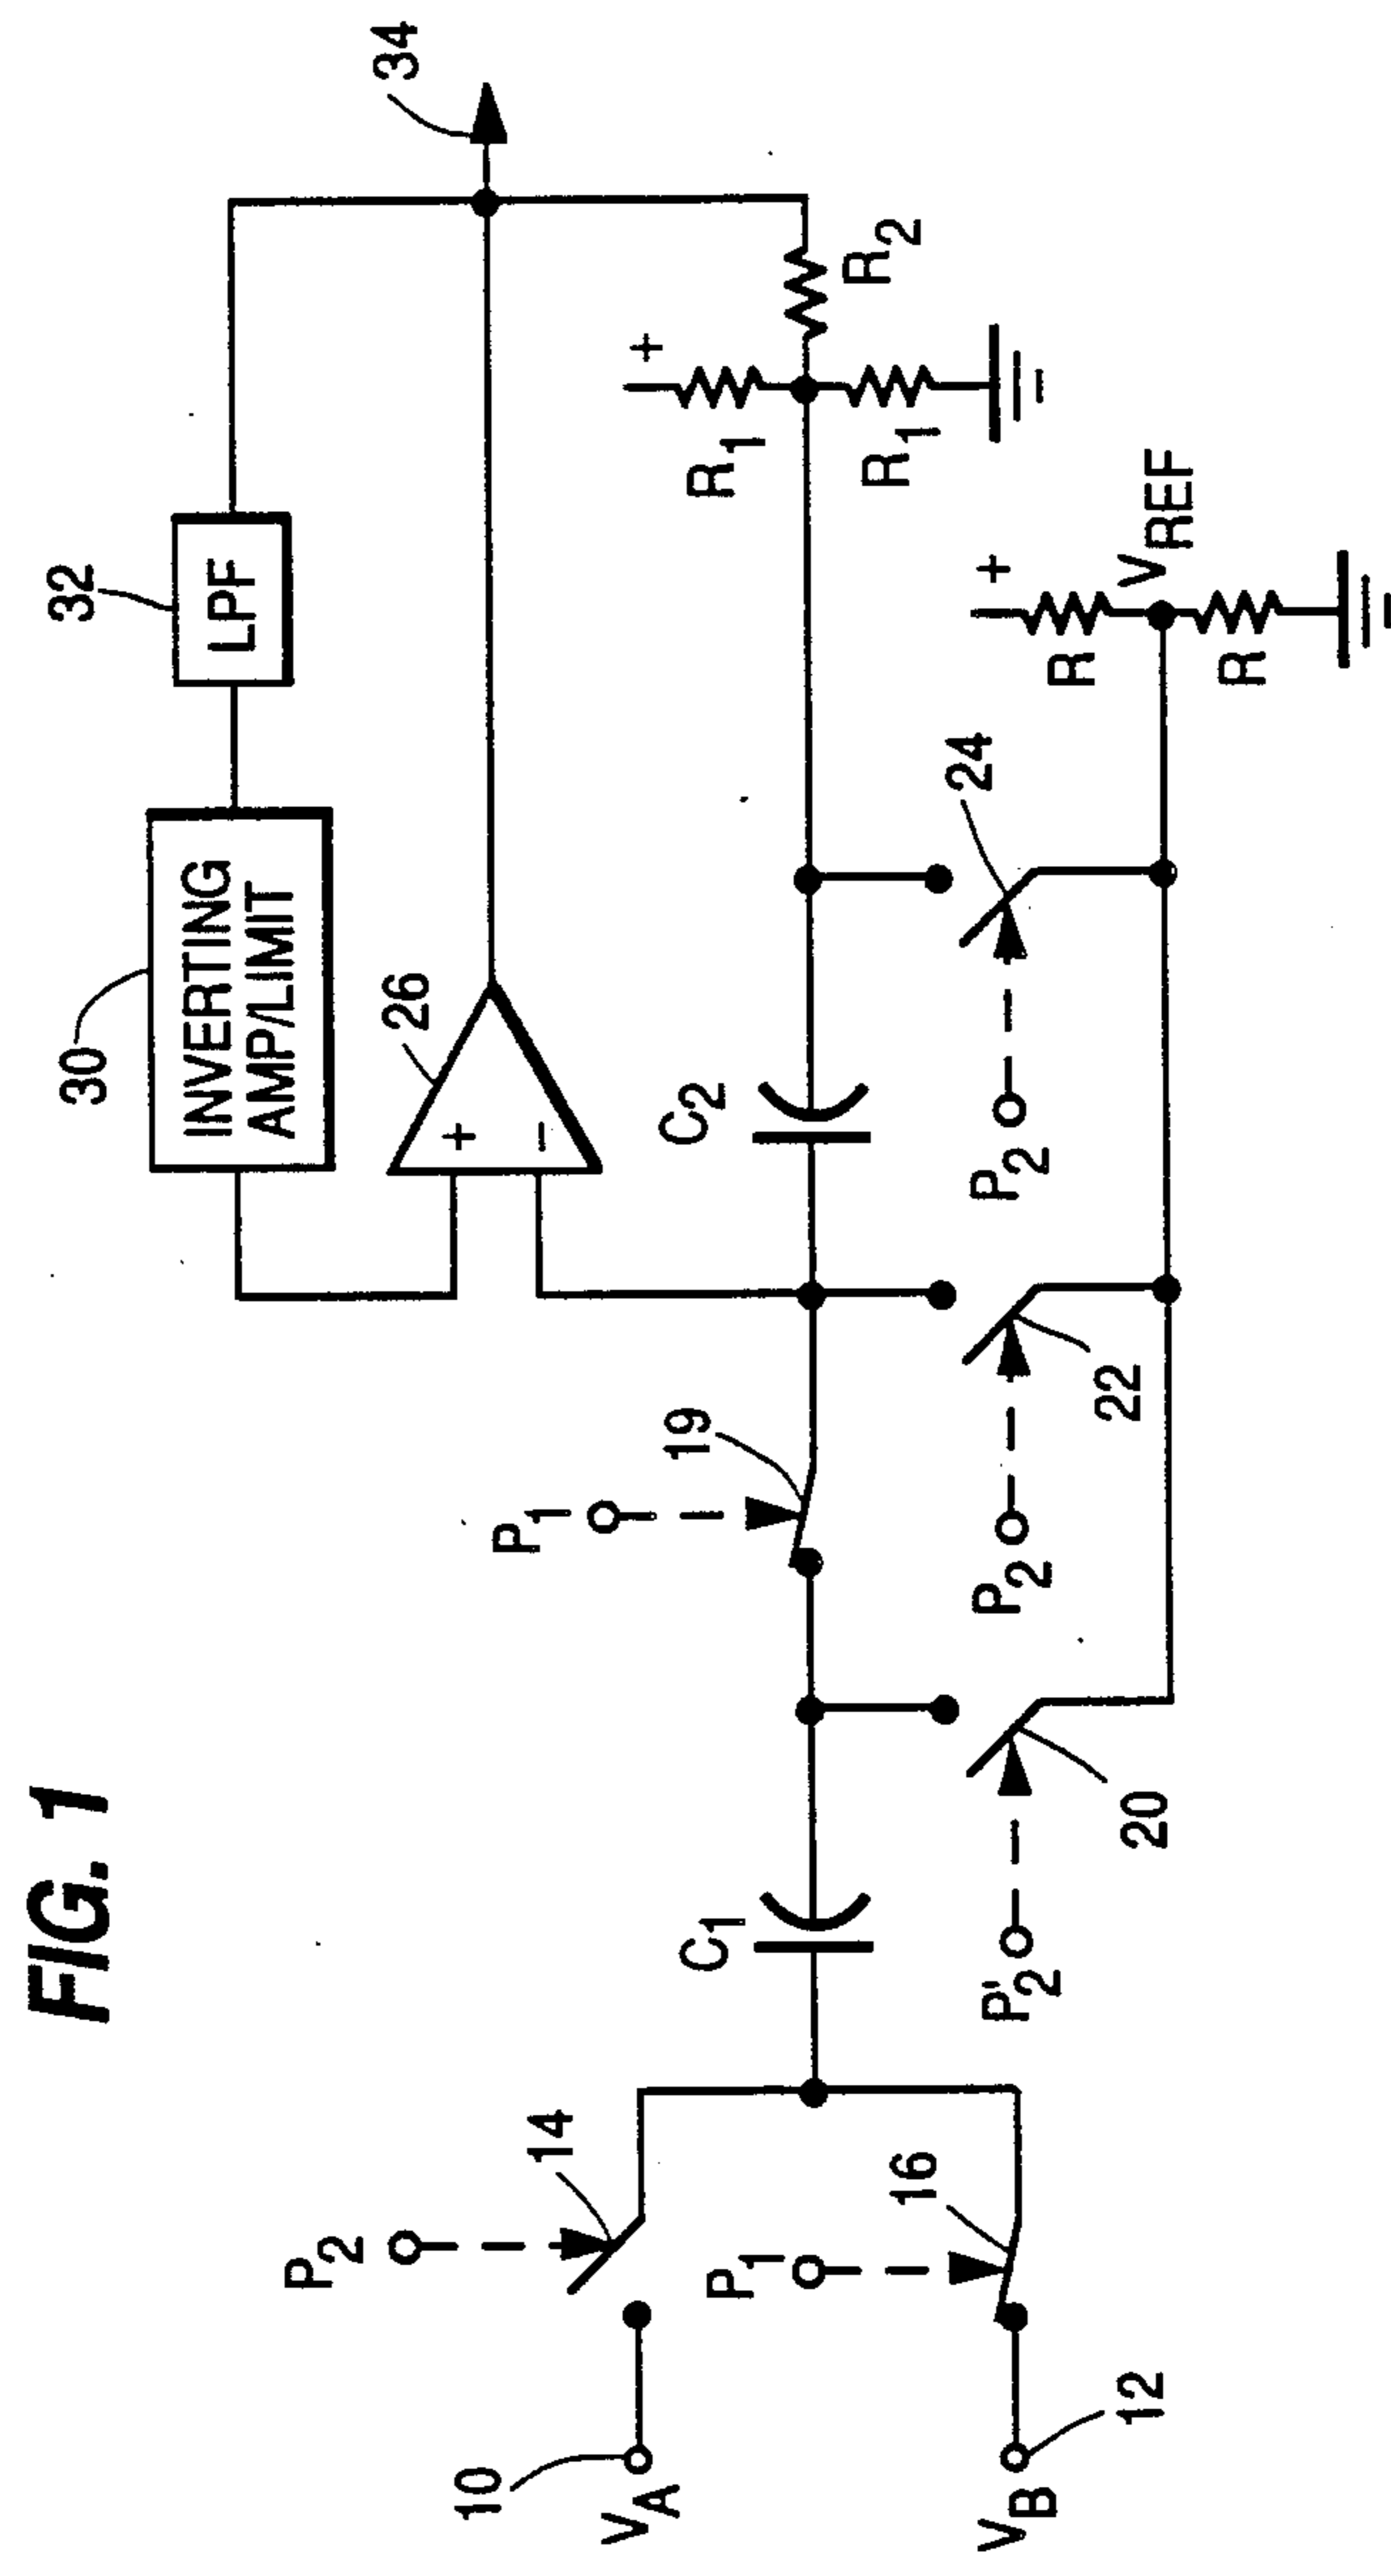 FIG. 1
30
INVERTING
AMP/LIMIT
32
LPF
34
26
+
−
P2
14
10
VA
P1
16
VB
12
C1
P1
19
C2
P'2
20
P2
22
P2
24
+
R1
R1
R2
+
R
VREF
R